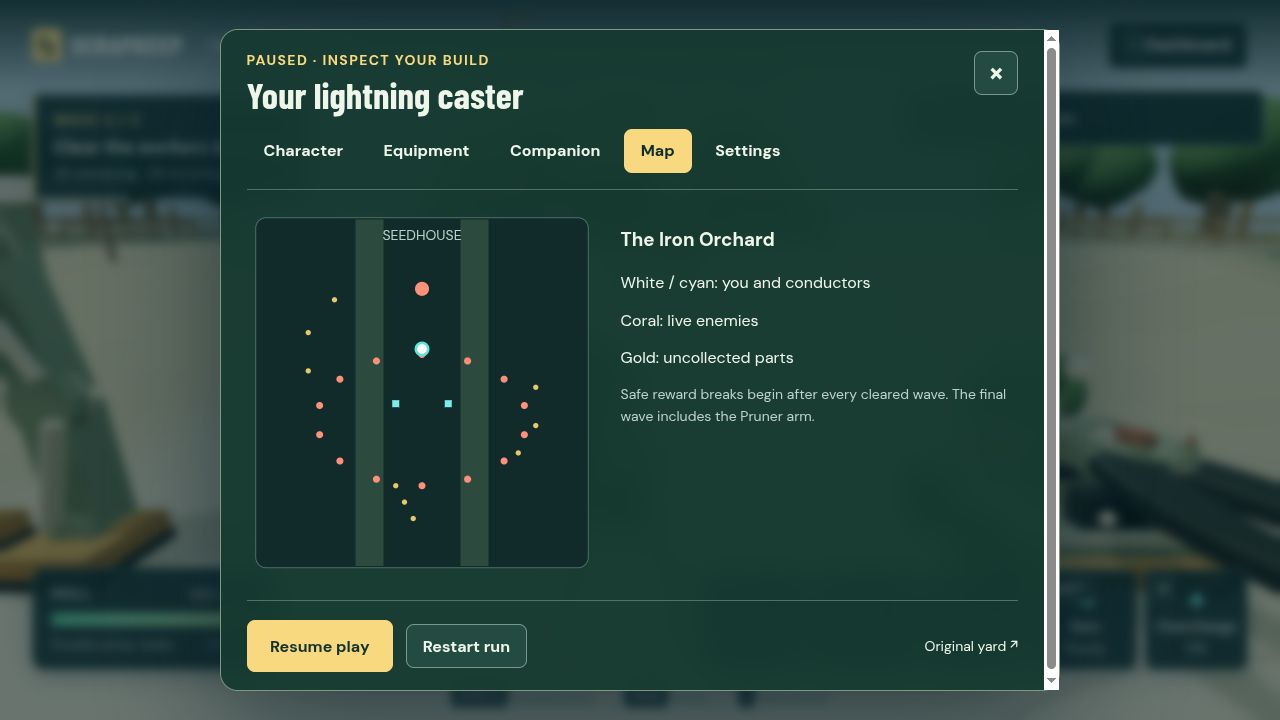 PAUSED · INSPECT YOUR BUILD
Your lightning caster
×
Character Equipment Companion Map Settings
SEEDHOUSE
The Iron Orchard
White / cyan: you and conductors
Coral: live enemies
Gold: uncollected parts
Safe reward breaks begin after every cleared wave. The final
wave includes the Pruner arm.
Resume play Restart run Original yard ↗